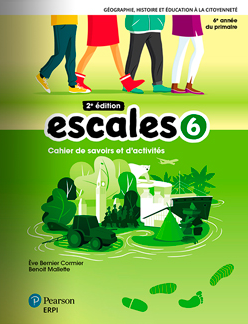 GÉOGRAPHIE, HISTOIRE ET ÉDUCATION À LA CITOYENNETÉ
6e année
du primaire
2e édition
escales 6
Cahier de savoirs et d'activités
Ève Bernier Cormier
Benoit Mallette
Pearson
ERPI